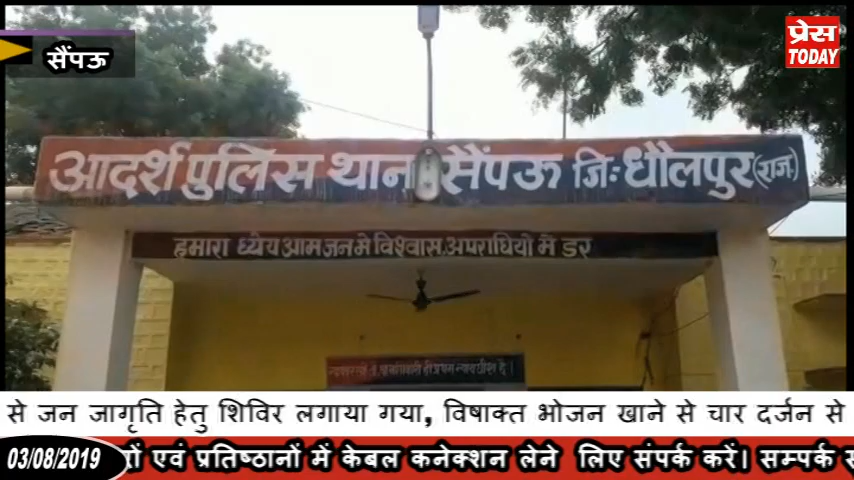 सैंपऊ
प्रेस
TODAY
आदर्श पुलिस थाना सैंपऊ जि: धौलपुर (राज.)
हमारा ध्येय आमजन मे विश्वास, अपराधियो मे डर
से जन जागृति हेतु शिविर लगाया गया, विषाक्त भोजन खाने से चार दर्जन से
03/08/2019 रों एवं प्रतिष्ठानों में केबल कनेक्शन लेने लिए संपर्क करें। सम्पर्क